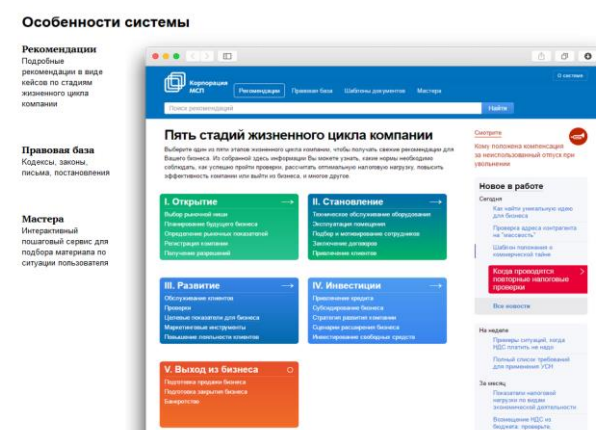 Особенности системы
Рекомендации
Подробные
рекомендации в виде
кейсов по стадиям
жизненного цикла
компании
Правовая база
Кодексы, законы,
письма, постановления
Мастера
Интерактивный
пошаговый сервис для
подбора материала по
ситуации пользователя
Корпорация
МСП
Рекомендации
Правовая база
Шаблоны документов
Мастера
О системе
Поиск рекомендаций
Найти
Пять стадий жизненного цикла компании
Выберите один из пяти этапов жизненного цикла компании, чтобы получать свежие рекомендации для
Вашего бизнеса. Из собранной здесь информации Вы можете узнать, какие нормы необходимо
соблюдать, как успешно пройти проверки, рассчитать оптимальную налоговую нагрузку, повысить
эффективность компании или выйти из бизнеса, и многое другое.
I. Открытие
Выбор рыночной ниши
Планирование будущего бизнеса
Определение рыночных показателей
Регистрация компании
Получение разрешений
II. Становление
Техническое обслуживание оборудования
Эксплуатация помещения
Подбор и мотивирование сотрудников
Заключение договоров
Привлечение клиентов
III. Развитие
Обслуживание клиентов
Проверки
Целевые показатели для бизнеса
Маркетинговые инструменты
Повышение лояльности клиентов
IV. Инвестиции
Привлечение кредита
Субсидирование бизнеса
Стратегия развития компании
Сценарии расширения бизнеса
Инвестирование свободных средств
V. Выход из бизнеса
Подготовка продажи бизнеса
Подготовка закрытия бизнеса
Банкротство
Смотрите
Кому положена компенсация
за неиспользованный отпуск при
увольнении
Новое в работе
Сегодня
Как найти уникальную идею
для бизнеса
Проверка адреса контрагента
на "массовость"
Шаблон положения о
коммерческой тайне
Когда проводятся
повторные налоговые
проверки
Все новости
На неделе
Примеры ситуаций, когда
НДС платить не надо
Полный список требований
для применения УСН
За месяц
Показатели налоговой
нагрузки по видам
экономической деятельности
Возмещение НДС из
бюджета: проверьте